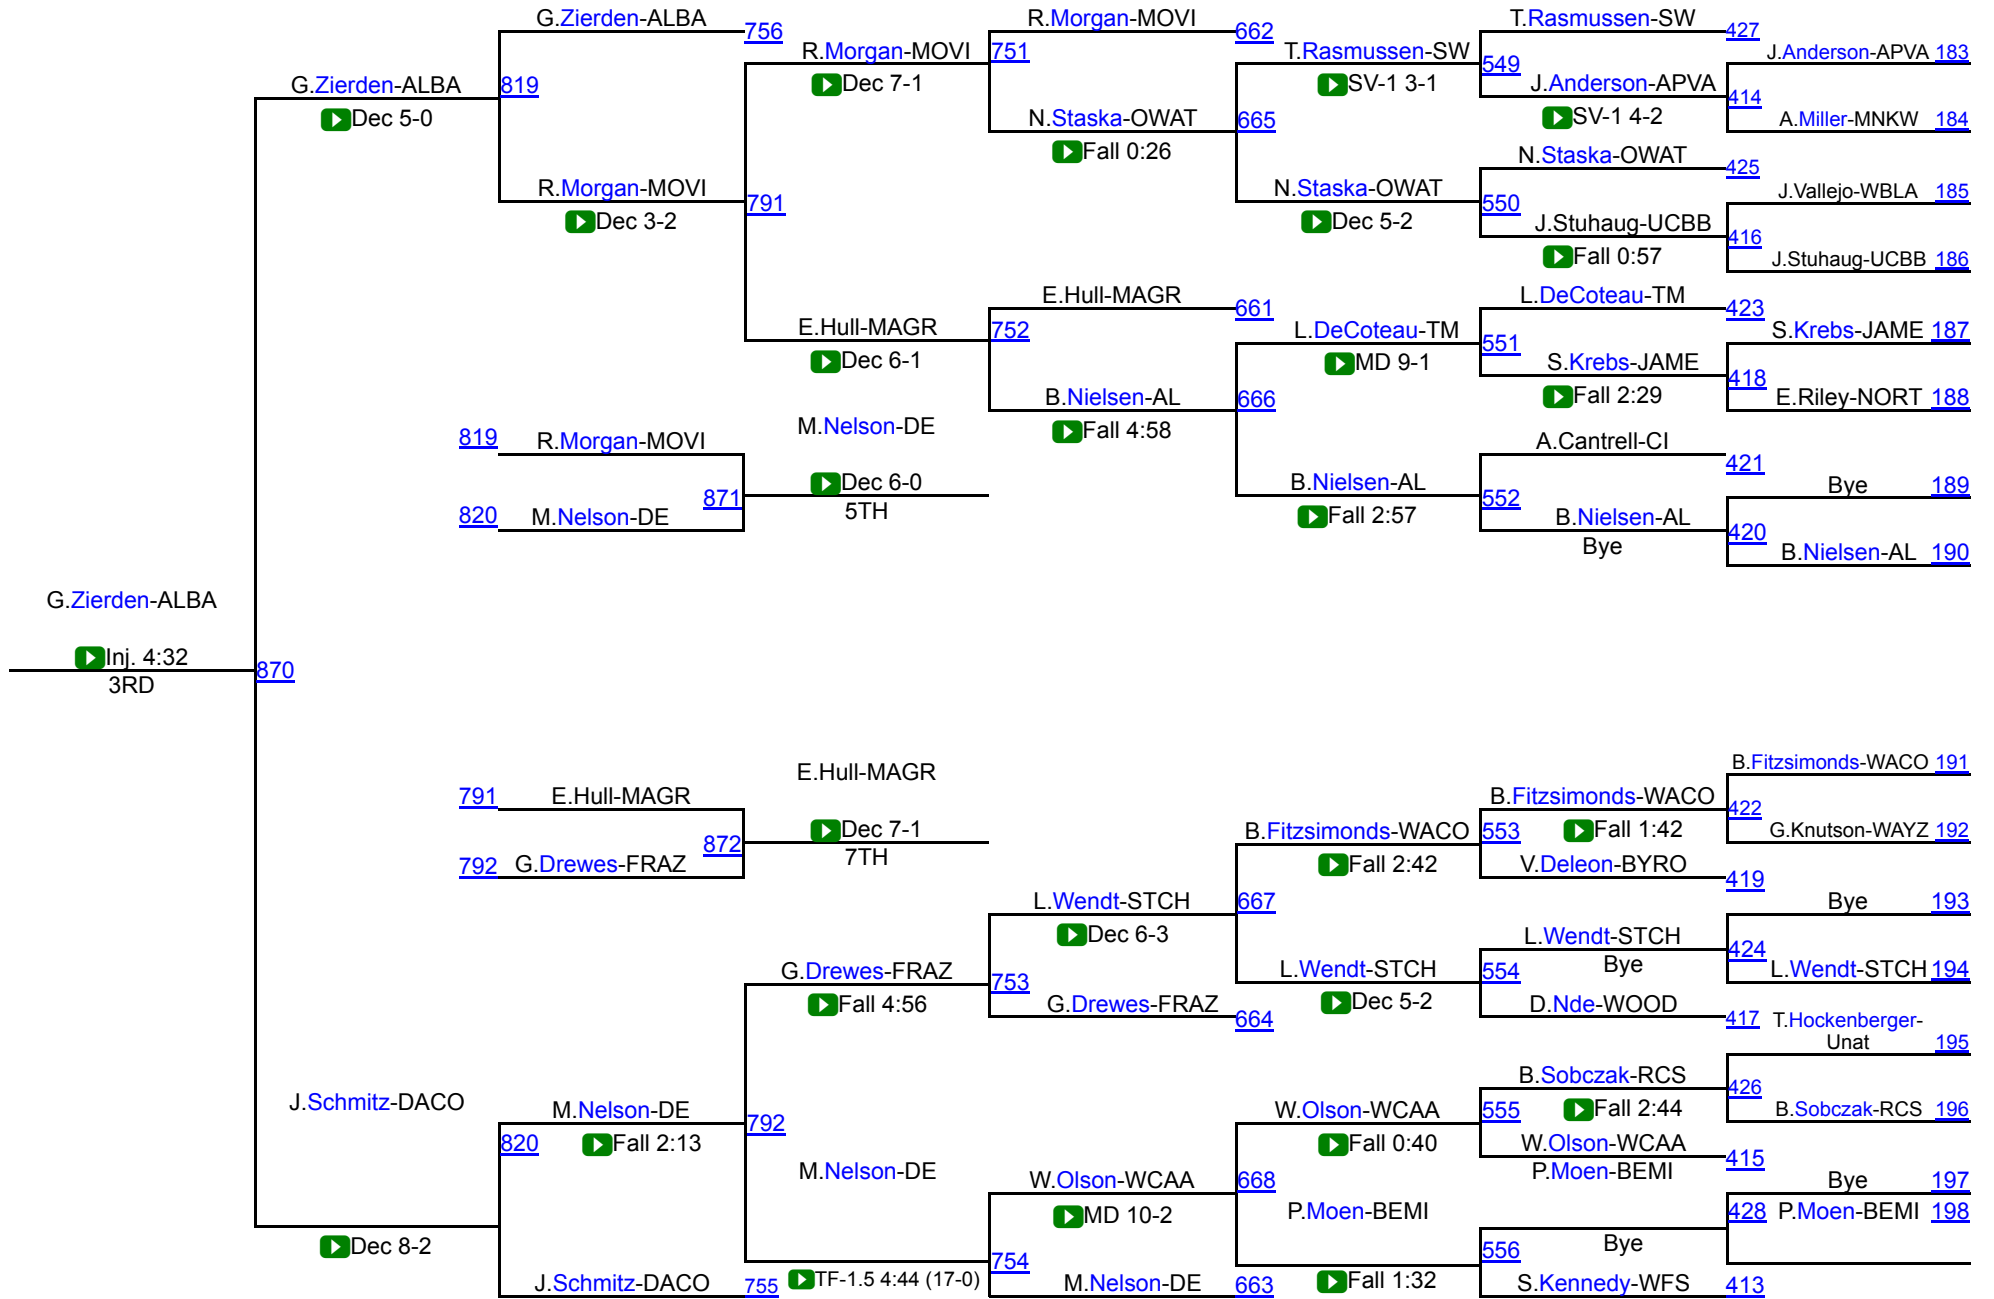 G.Zierden-ALBA
756
R.Morgan-MOVI
662
T.Rasmussen-SW
427
R.Morgan-MOVI
751
T.Rasmussen-SW
J.Anderson-APVA 183
G.Zierden-ALBA
819
Dec 7-1
SV-1 3-1
549
J.Anderson-APVA
414
Dec 5-0
N.Staska-OWAT
665
SV-1 4-2
A.Miller-MNKW 184
Fall 0:26
N.Staska-OWAT
425
R.Morgan-MOVI
791
N.Staska-OWAT
550
J.Vallejo-WBLA 185
Dec 3-2
Dec 5-2
J.Stuhaug-UCBB
416
Fall 0:57
J.Stuhaug-UCBB 186
E.Hull-MAGR
661
L.DeCoteau-TM
423
E.Hull-MAGR
752
L.DeCoteau-TM
551
S.Krebs-JAME 187
Dec 6-1
MD 9-1
S.Krebs-JAME
418
B.Nielsen-AL
666
Fall 2:29
E.Riley-NORT 188
M.Nelson-DE
Fall 4:58
819
R.Morgan-MOVI
A.Cantrell-CI
421
Dec 6-0
871
5TH
B.Nielsen-AL
552
Bye 189
820
M.Nelson-DE
Fall 2:57
B.Nielsen-AL
420
Bye
B.Nielsen-AL 190
G.Zierden-ALBA
Inj. 4:32
870
3RD
E.Hull-MAGR
B.Fitzsimonds-WACO 191
791
E.Hull-MAGR
B.Fitzsimonds-WACO
422
Dec 7-1
872
7TH
B.Fitzsimonds-WACO
553
Fall 1:42
G.Knutson-WAYZ 192
792
G.Drewes-FRAZ
Fall 2:42
V.Deleon-BYRO
419
L.Wendt-STCH
667
Bye 193
Dec 6-3
L.Wendt-STCH
424
G.Drewes-FRAZ
753
L.Wendt-STCH
554
Bye
L.Wendt-STCH 194
Fall 4:56
G.Drewes-FRAZ
664
Dec 5-2
D.Nde-WOOD
417
T.Hockenberger-
Unat 195
B.Sobczak-RCS
426
J.Schmitz-DACO
M.Nelson-DE
792
W.Olson-WCAA
555
Fall 2:44
B.Sobczak-RCS 196
820
Fall 2:13
Fall 0:40
W.Olson-WCAA
415
M.Nelson-DE
W.Olson-WCAA
668
P.Moen-BEMI
Bye 197
MD 10-2
P.Moen-BEMI
428
P.Moen-BEMI 198
Dec 8-2
754
556
Bye
J.Schmitz-DACO
755
TF-1.5 4:44 (17-0)
M.Nelson-DE
663
Fall 1:32
S.Kennedy-WFS
413